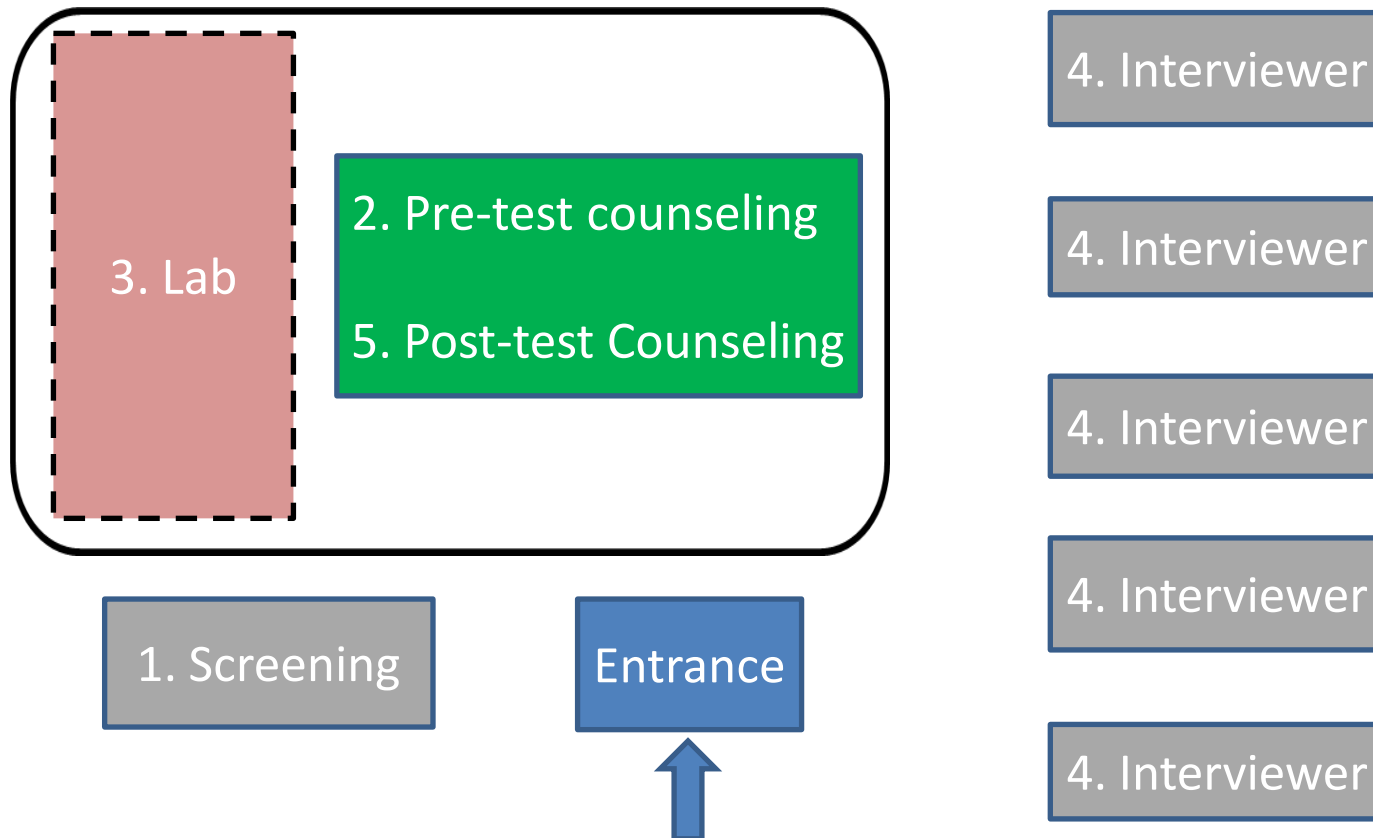 4. Interviewer
2. Pre-test counseling
4. Interviewer
3. Lab
5. Post-test Counseling
4. Interviewer
4. Interviewer
1. Screening
Entrance
4. Interviewer